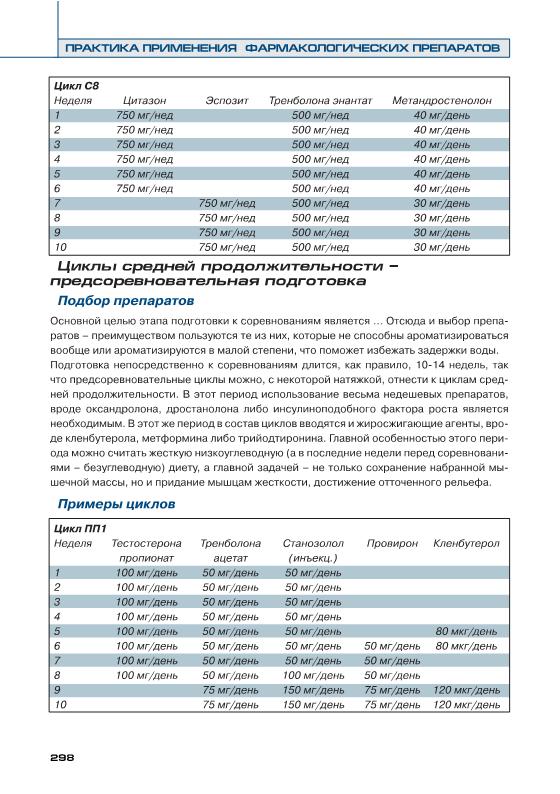 ПРАКТИКА ПРИМЕНЕНИЯ ФАРМАКОЛОГИЧЕСКИХ ПРЕПАРАТОВ
Цикл С8
Неделя Цитазон Эспозит Тренболона энантат Метандростенолон
1 750 мг/нед 500 мг/нед 40 мг/день
2 750 мг/нед 500 мг/нед 40 мг/день
3 750 мг/нед 500 мг/нед 40 мг/день
4 750 мг/нед 500 мг/нед 40 мг/день
5 750 мг/нед 500 мг/нед 40 мг/день
6 750 мг/нед 500 мг/нед 40 мг/день
7 750 мг/нед 500 мг/нед 30 мг/день
8 750 мг/нед 500 мг/нед 30 мг/день
9 750 мг/нед 500 мг/нед 30 мг/день
10 750 мг/нед 500 мг/нед 30 мг/день
Циклы средней продолжительности –
предсоревновательная подготовка
Подбор препаратов
Основной целью этапа подготовки к соревнованиям является ... Отсюда и выбор препа-
ратов – преимуществом пользуются те из них, которые не способны ароматизироваться
вообще или ароматизируются в малой степени, что поможет избежать задержки воды.
Подготовка непосредственно к соревнованиям длится, как правило, 10-14 недель, так
что предсоревновательные циклы можно, с некоторой натяжкой, отнести к циклам сред-
ней продолжительности. В этот период использование весьма недешевых препаратов,
вроде оксандролона, дростанолона либо инсулиноподобного фактора роста является
необходимым. В этот же период в состав циклов вводятся и жиросжигающие агенты, вро-
де кленбутерола, метформина либо трийодтиронина. Главной особенностью этого пери-
ода можно считать жесткую низкоуглеводную (а в последние недели перед соревновани-
ями – безуглеводную) диету, а главной задачей – не только сохранение набранной мы-
шечной массы, но и придание мышцам жесткости, достижение отточенного рельефа.
Примеры циклов
Цикл ПП1
Неделя Тестостерона Тренболона Станозолол Провирон Кленбутерол
пропионат ацетат (инъекц.)
1 100 мг/день 50 мг/день 50 мг/день
2 100 мг/день 50 мг/день 50 мг/день
3 100 мг/день 50 мг/день 50 мг/день
4 100 мг/день 50 мг/день 50 мг/день
5 100 мг/день 50 мг/день 50 мг/день 80 мкг/день
6 100 мг/день 50 мг/день 50 мг/день 50 мг/день 80 мкг/день
7 100 мг/день 50 мг/день 50 мг/день 50 мг/день
8 100 мг/день 50 мг/день 100 мг/день 50 мг/день
9 75 мг/день 150 мг/день 75 мг/день 120 мкг/день
10 75 мг/день 150 мг/день 75 мг/день 120 мкг/день
298